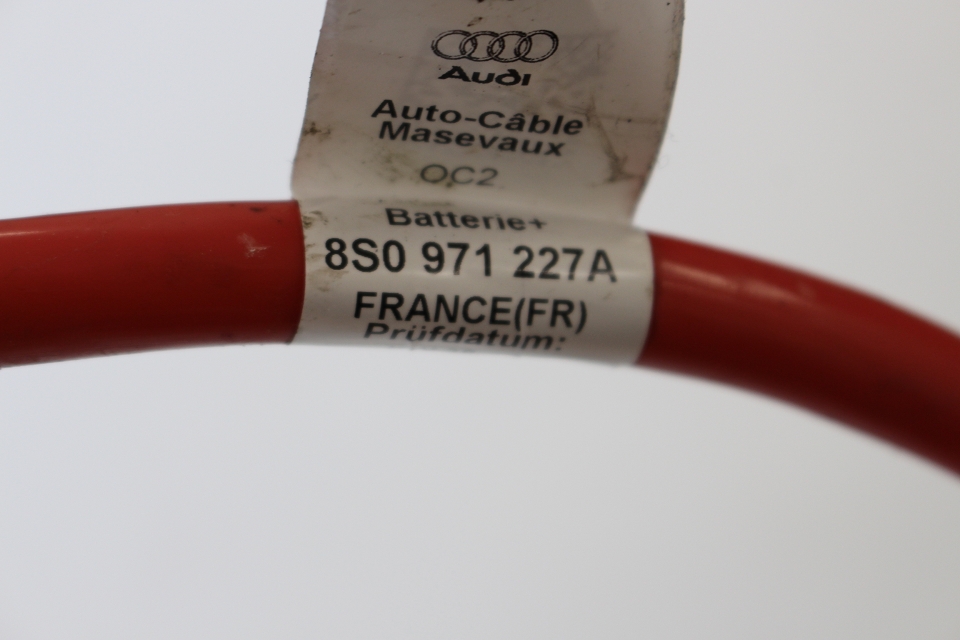 Audi
Auto-Câble
Masevaux
OC2
Batterie+
8S0 971 227A
FRANCE(FR)
Prüfdatum: